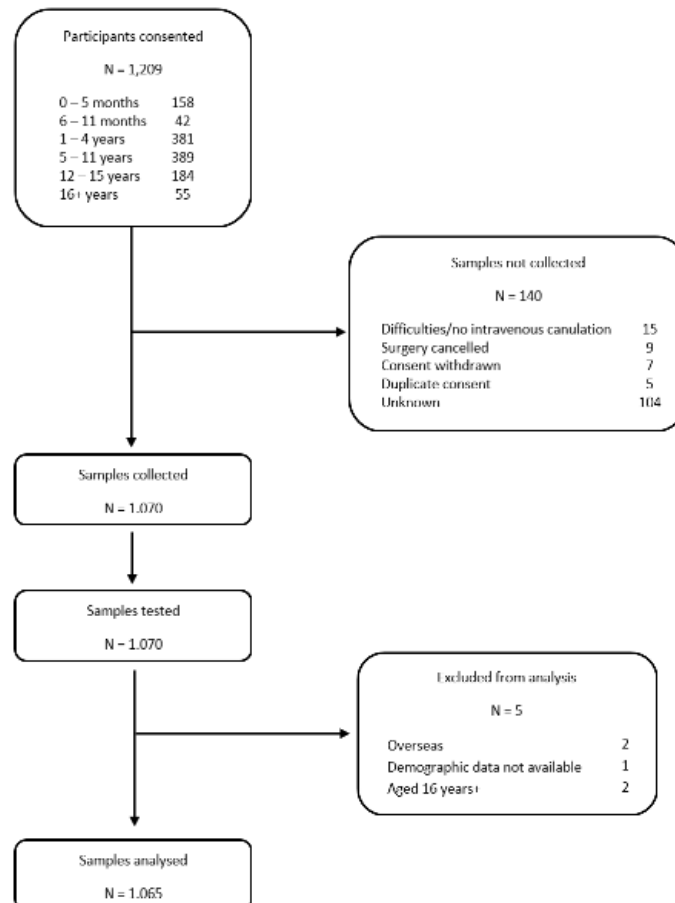 Participants consented
N = 1,209
0 – 5 months 158
6 – 11 months 42
1 – 4 years 381
5 – 11 years 389
12 – 15 years 184
16+ years 55
Samples not collected
N = 140
Difficulties/no intravenous canulation 15
Surgery cancelled 9
Consent withdrawn 7
Duplicate consent 5
Unknown 104
Samples collected
N = 1,070
Samples tested
N = 1,070
Excluded from analysis
N = 5
Overseas 2
Demographic data not available 1
Aged 16 years+ 2
Samples analysed
N = 1,065